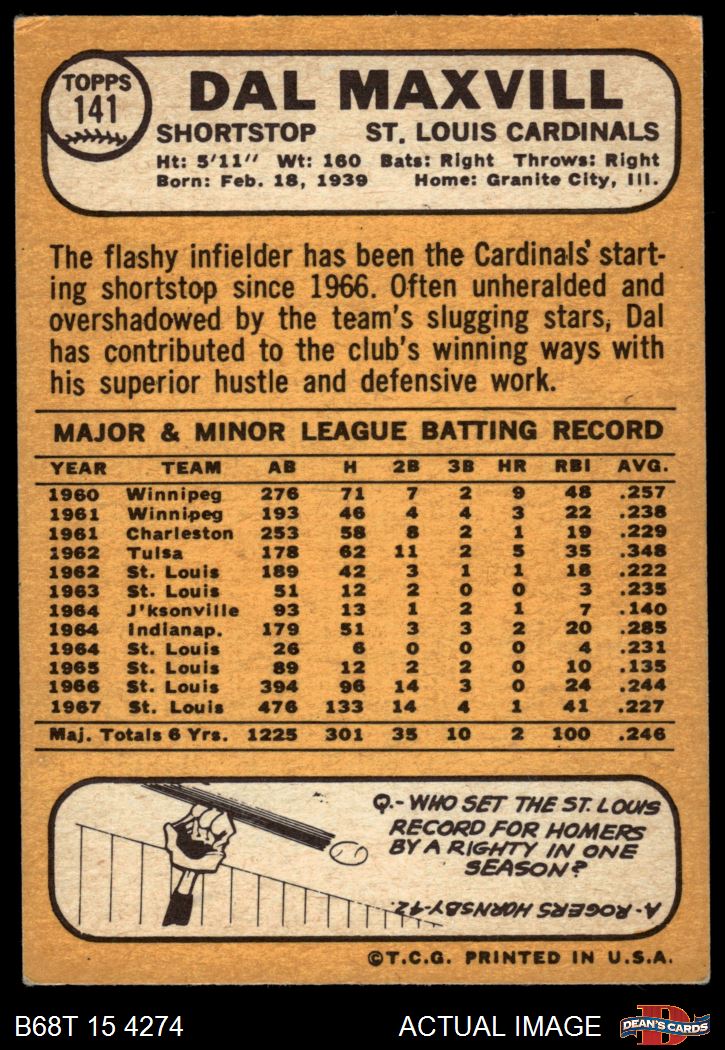 TOPPS
141
DAL MAXVILL
SHORTSTOP ST. LOUIS CARDINALS
Ht: 5'11" Wt: 160 Bats: Right Throws: Right
Born: Feb. 18, 1939 Home: Granite City, Ill.
The flashy infielder has been the Cardinals' start-
ing shortstop since 1966. Often unheralded and
overshadowed by the team's slugging stars, Dal
has contributed to the club's winning ways with
his superior hustle and defensive work.
MAJOR & MINOR LEAGUE BATTING RECORD
YEAR TEAM AB H 2B 3B HR RBI AVG.
1960 Winnipeg 276 71 7 2 9 48 .257
1961 Winnipeg 193 46 4 4 3 22 .238
1961 Charleston 253 58 8 2 1 19 .229
1962 Tulsa 178 62 11 2 5 35 .348
1962 St. Louis 189 42 3 1 1 18 .222
1963 St. Louis 51 12 2 0 0 3 .235
1964 J'ksonville 93 13 1 2 1 7 .140
1964 Indianap. 179 51 3 3 2 20 .285
1964 St. Louis 26 6 0 0 0 4 .231
1965 St. Louis 89 12 2 2 0 10 .135
1966 St. Louis 394 96 14 3 0 24 .244
1967 St. Louis 476 133 14 4 1 41 .227
Maj. Totals 6 Yrs. 1225 301 35 10 2 100 .246
Q.- WHO SET THE ST. LOUIS
RECORD FOR HOMERS
BY A RIGHTY IN ONE
SEASON?
A- ROGERS HORNSBY-42.
©T.C.G. PRINTED IN U.S.A.
B68T 15 4274 ACTUAL IMAGE
DEAN'S CARDS